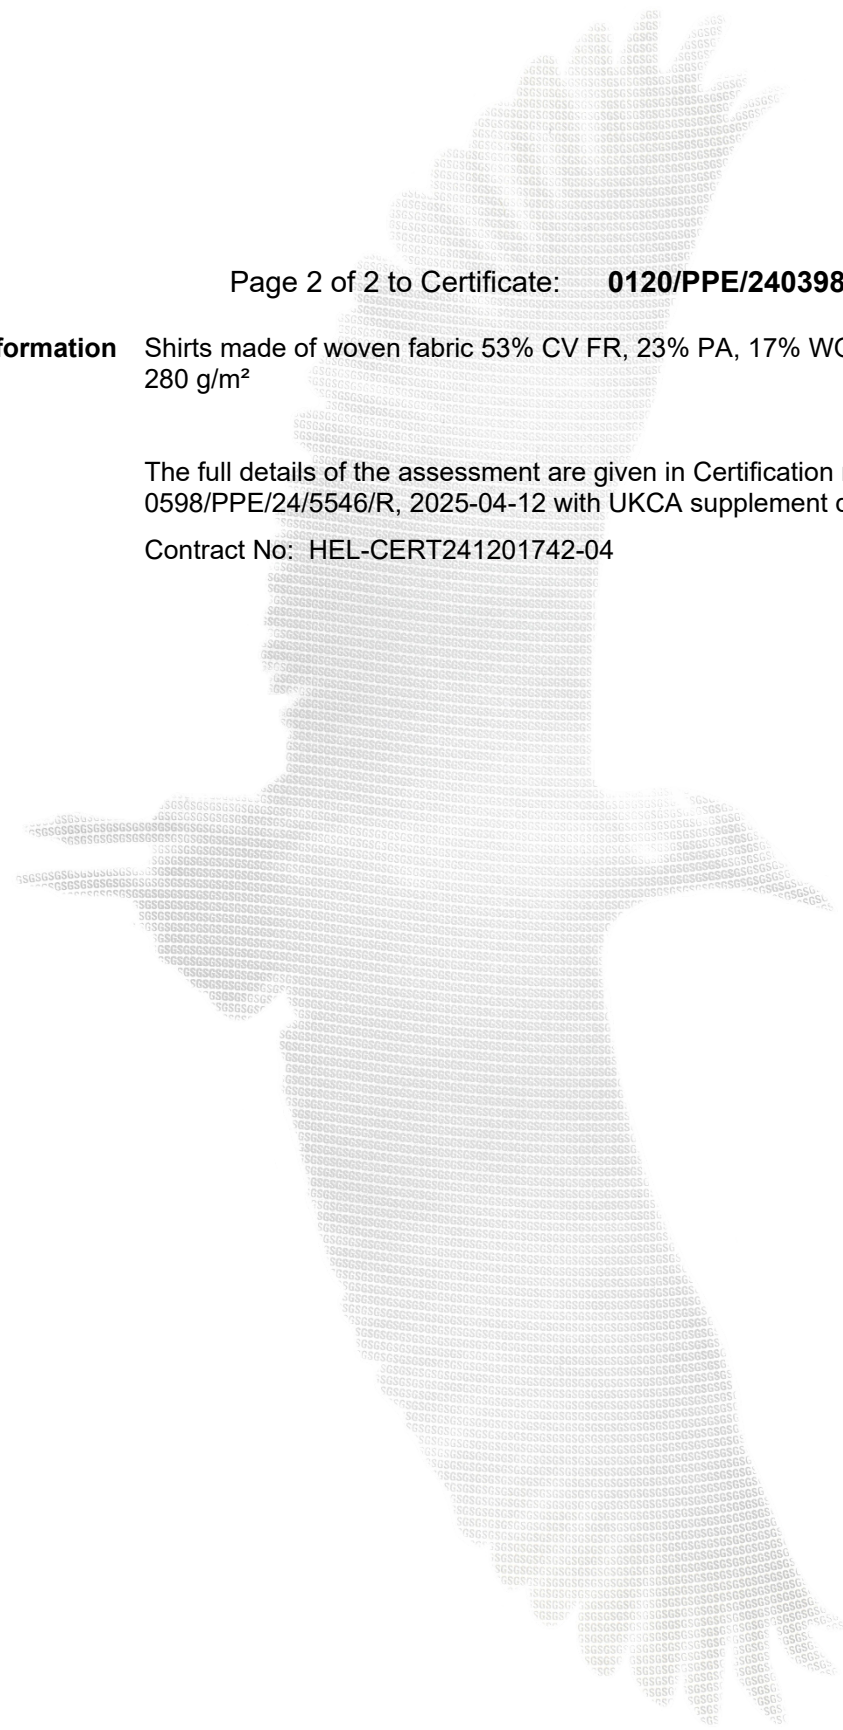 Page 2 of 2 to Certificate: 0120/PPE/240398
formation Shirts made of woven fabric 53% CV FR, 23% PA, 17% WO
280 g/m²
The full details of the assessment are given in Certification
0598/PPE/24/5546/R, 2025-04-12 with UKCA supplement
Contract No: HEL-CERT241201742-04